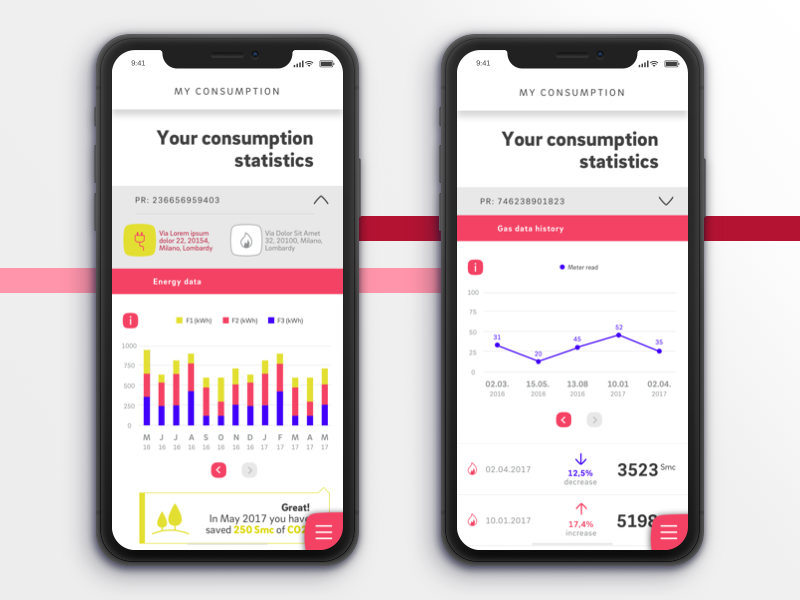 9:41
MY CONSUMPTION
Your consumption
statistics
PR: 236656959403
Via Lorem ipsum
dolor 22, 20154,
Milano, Lombardy
Via Dolor Sit Amet
32, 20100, Milano,
Lombardy
Energy data
i
F1 (kWh) F2 (kWh) F3 (kWh)
1000
750
500
250
0
M J J A S O N D J F M A M
16 16 16 16 16 16 16 16 17 17 17 17 17
Great!
In May 2017 you have
saved 250 Smc of CO2
9:41
MY CONSUMPTION
Your consumption
statistics
PR: 746238901823
Gas data history
i
Meter read
100
75
50
25
0
31 20 45 52 35
02.03. 15.05. 13.08 10.01 02.04.
2016 2016 2016 2017 2017
02.04.2017
12,5%
decrease
3523 Smc
10.01.2017
17,4%
increase
5198